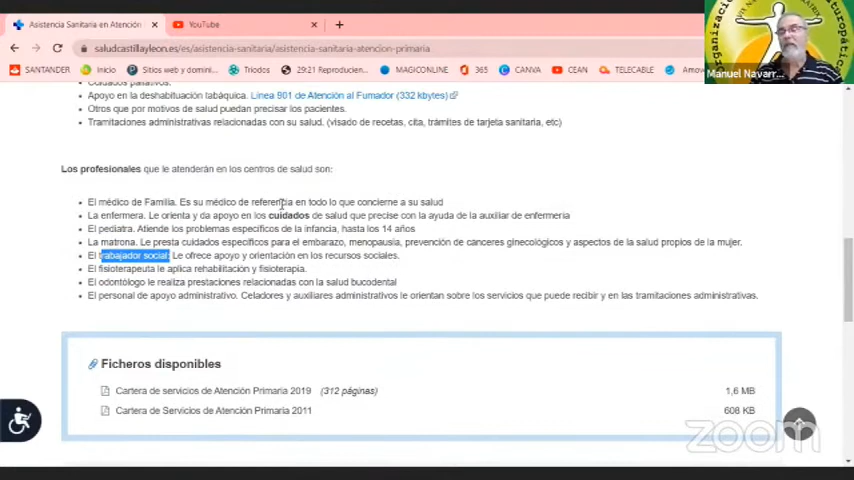 Asistencia Sanitaria en Atención
YouTube
saludcastillayleon.es/es/asistencia-sanitaria/asistencia-sanitaria-atencion-primaria
SANTANDER
Inicio
Sitios web y domini...
Triodos
29:21 Reproducien...
MAGICONLINE
365
CANVA
CEAN
TELECABLE
Manuel Navarr...
Cuidados paliativos.
Apoyo en la deshabituación tabáquica. Línea 901 de Atención al Fumador (332 kbytes)
Otros que por motivos de salud puedan precisar los pacientes.
Tramitaciones administrativas relacionadas con su salud. (visado de recetas, cita, trámites de tarjeta sanitaria, etc)
Los profesionales que le atenderán en los centros de salud son:
El médico de Familia. Es su médico de referencia en todo lo que concierne a su salud
La enfermera. Le orienta y da apoyo en los cuidados de salud que precise con la ayuda de la auxiliar de enfermería
El pediatra. Atiende los problemas específicos de la infancia, hasta los 14 años
La matrona. Le presta cuidados específicos para el embarazo, menopausia, prevención de cánceres ginecológicos y aspectos de la salud propios de la mujer.
El trabajador social. Le ofrece apoyo y orientación en los recursos sociales.
El fisioterapeuta le aplica rehabilitación y fisioterapia.
El odontólogo le realiza prestaciones relacionadas con la salud bucodental
El personal de apoyo administrativo. Celadores y auxiliares administrativos le orientan sobre los servicios que puede recibir y en las tramitaciones administrativas.
Ficheros disponibles
Cartera de servicios de Atención Primaria 2019 (312 páginas) 1,6 MB
Cartera de Servicios de Atención Primaria 2011 608 KB
zoom